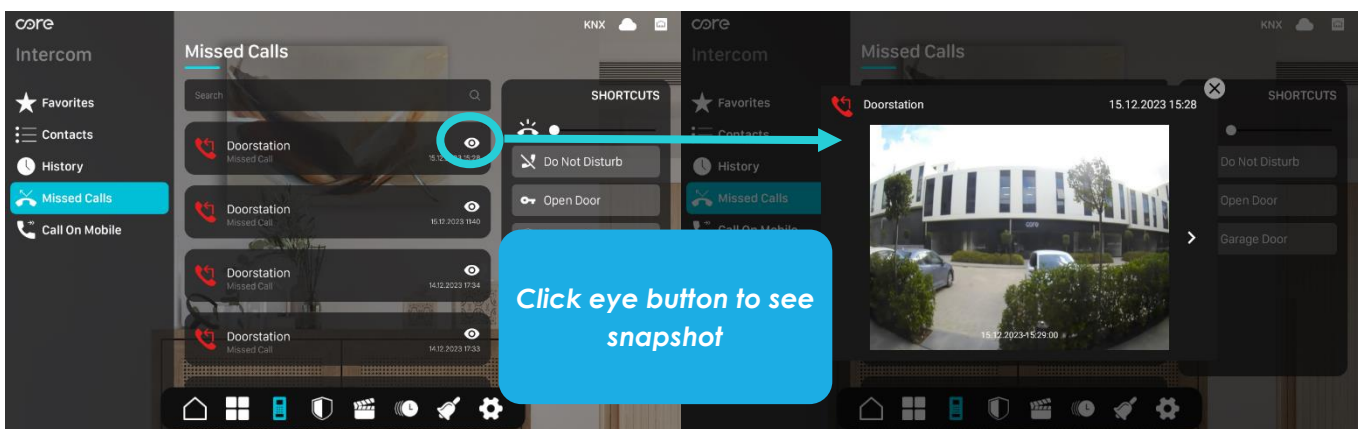 core
KNX
Intercom
Missed Calls
Favorites
Contacts
History
Missed Calls
Call On Mobile
Search
Doorstation
Missed Call
15.12.2023 15:28
Doorstation
Missed Call
15.12.2023 11:40
Doorstation
Missed Call
14.12.2023 17:34
Doorstation
Missed Call
14.12.2023 17:33
SHORTCUTS
Do Not Disturb
Open Door
Click eye button to see
snapshot
core
KNX
Intercom
Missed Calls
Favorites
Contacts
History
Missed Calls
Call On Mobile
Doorstation
15.12.2023 15:28
core
15.12.2023-15:29:00
SHORTCUTS
Do Not Disturb
Open Door
Garage Door